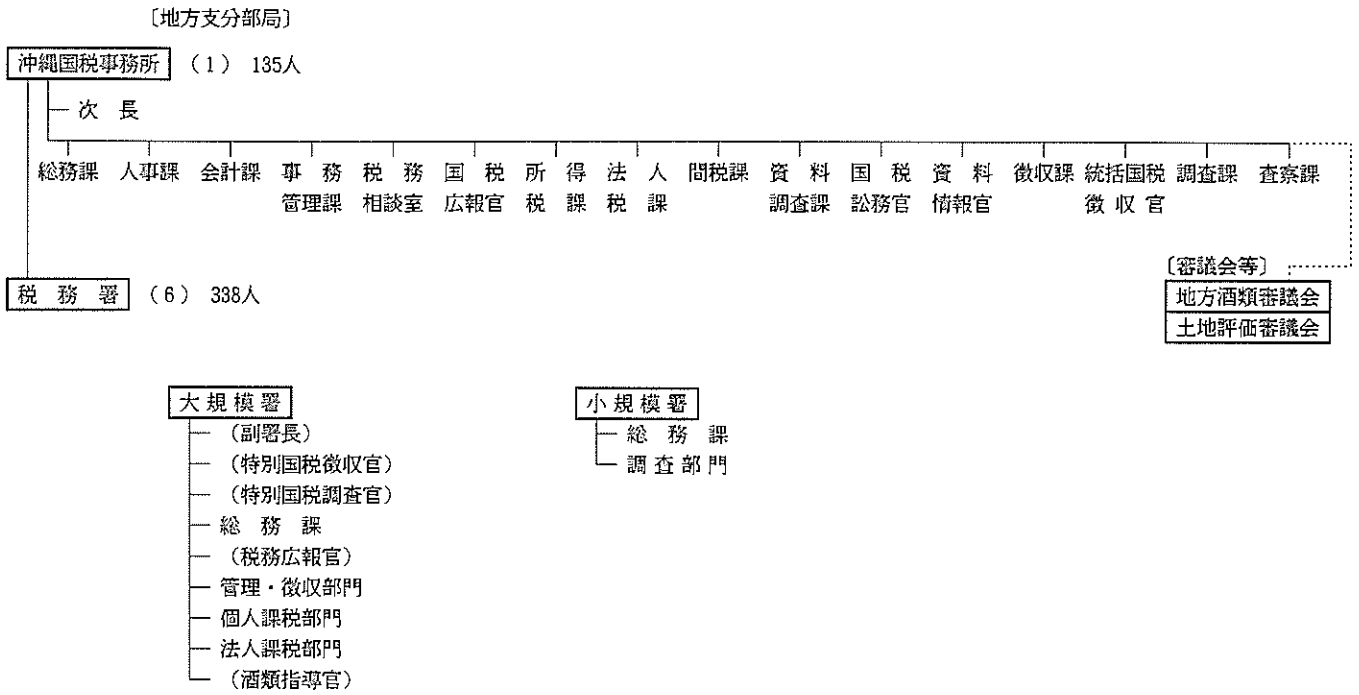 〔地方支分部局〕
沖縄国税事務所 (1) 135人
次 長
総務課 人事課 会計課 事務管理課 税務相談室 国税広報官 所得税課 法人税課 間税課 資料調査課 国税訟務官 資料情報官 徴収課 統括国税徴収官 調査課 査察課
〔審議会等〕
税 務 署 (6) 338人
地方酒類審議会
土地評価審議会
大規模署
(副署長)
(特別国税徴収官)
(特別国税調査官)
総 務 課
(税務広報官)
管理・徴収部門
個人課税部門
法人課税部門
(酒類指導官)
小規模署
総 務 課
調査部門